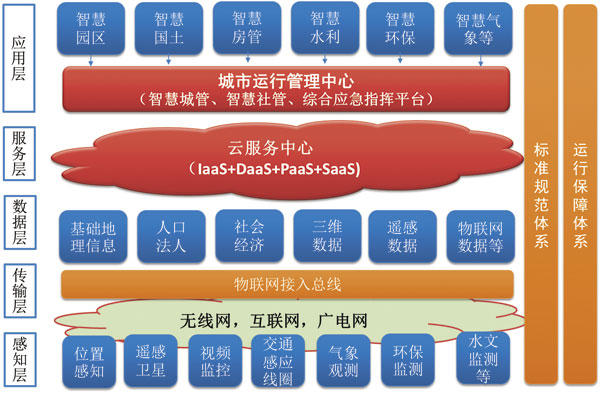 应用层
智慧
园区
智慧
国土
智慧
房管
智慧
水利
智慧
环保
智慧气
象等
城市运行管理中心
（智慧城管、智慧社管、综合应急指挥平台）
服务层
云服务中心
（IaaS+DaaS+PaaS+SaaS)
数据层
基础地
理信息
人口
法人
社会
经济
三维
数据
遥感
数据
物联网
数据等
传输层
物联网接入总线
无线网，互联网，广电网
感知层
位置
感知
遥感
卫星
视频
监控
交通
感应
线圈
气象
观测
环保
监测
水文
监测
等
标准规范体系
运行保障体系